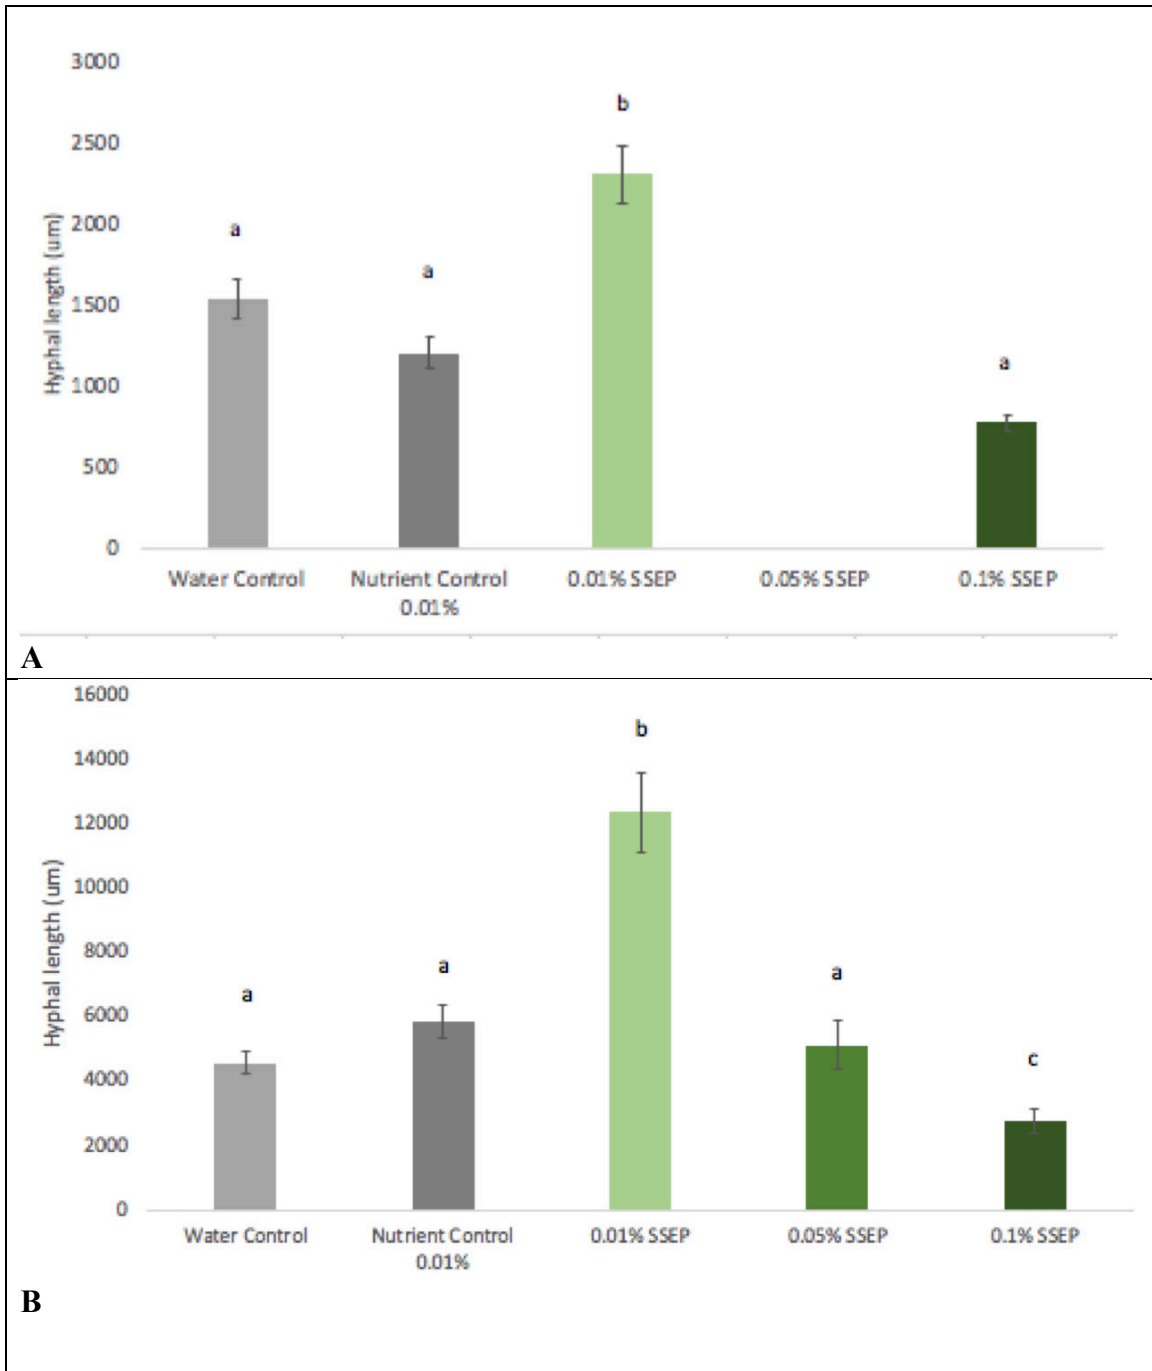 3000
b
2500
a
2000
a
1500
a
1000
500
0
Hyphal length (um)
Water Control
Nutrient Control
0.01%
0.01% SSEP
0.05% SSEP
0.1% SSEP
A
16000
b
14000
12000
10000
8000
a
a
a
6000
c
4000
2000
0
Hyphal length (um)
Water Control
Nutrient Control
0.01%
0.01% SSEP
0.05% SSEP
0.1% SSEP
B